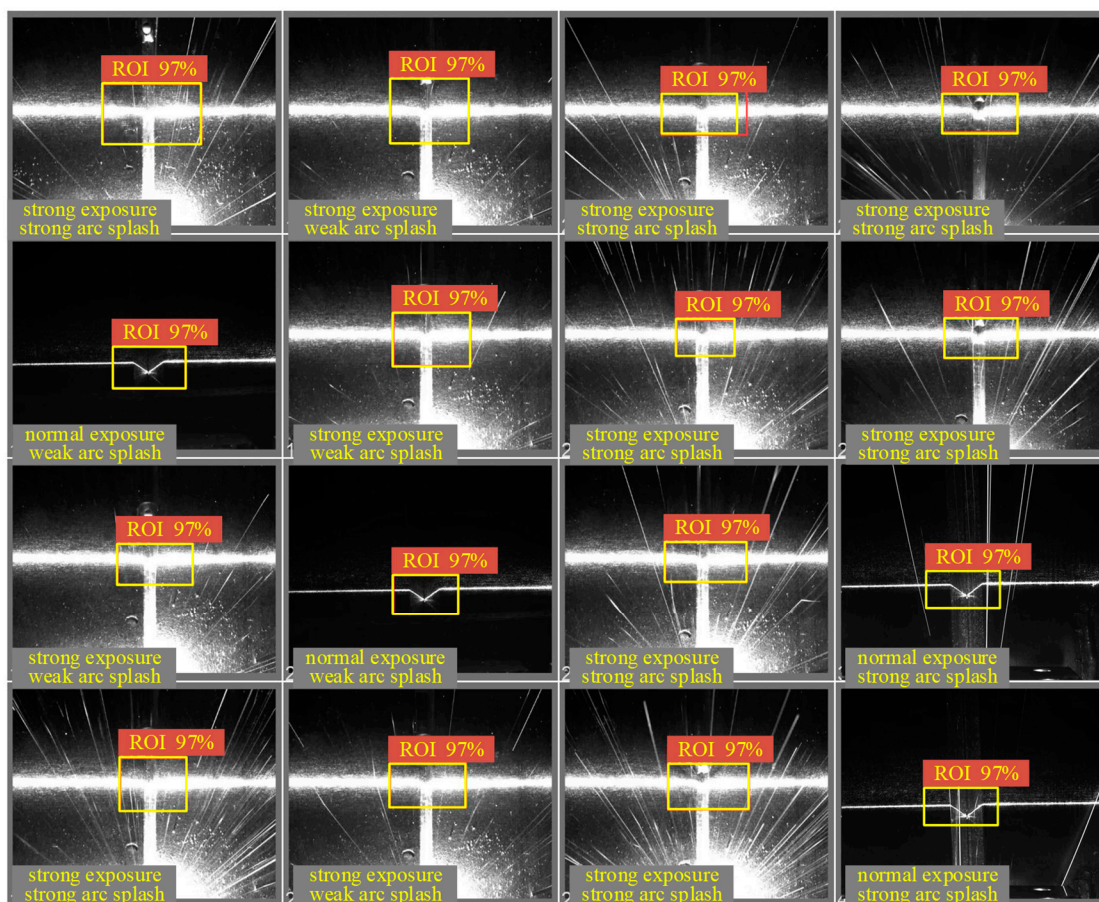 ROI 97%
ROI 97%
ROI 97%
ROI 97%
strong exposure
strong arc splash
strong exposure
weak arc splash
strong exposure
strong arc splash
strong exposure
strong arc splash
ROI 97%
ROI 97%
ROI 97%
ROI 97%
normal exposure
weak arc splash
strong exposure
weak arc splash
strong exposure
strong arc splash
strong exposure
strong arc splash
ROI 97%
ROI 97%
ROI 97%
ROI 97%
strong exposure
weak arc splash
normal exposure
weak arc splash
strong exposure
strong arc splash
normal exposure
strong arc splash
ROI 97%
ROI 97%
ROI 97%
ROI 97%
strong exposure
strong arc splash
strong exposure
weak arc splash
strong exposure
strong arc splash
normal exposure
strong arc splash